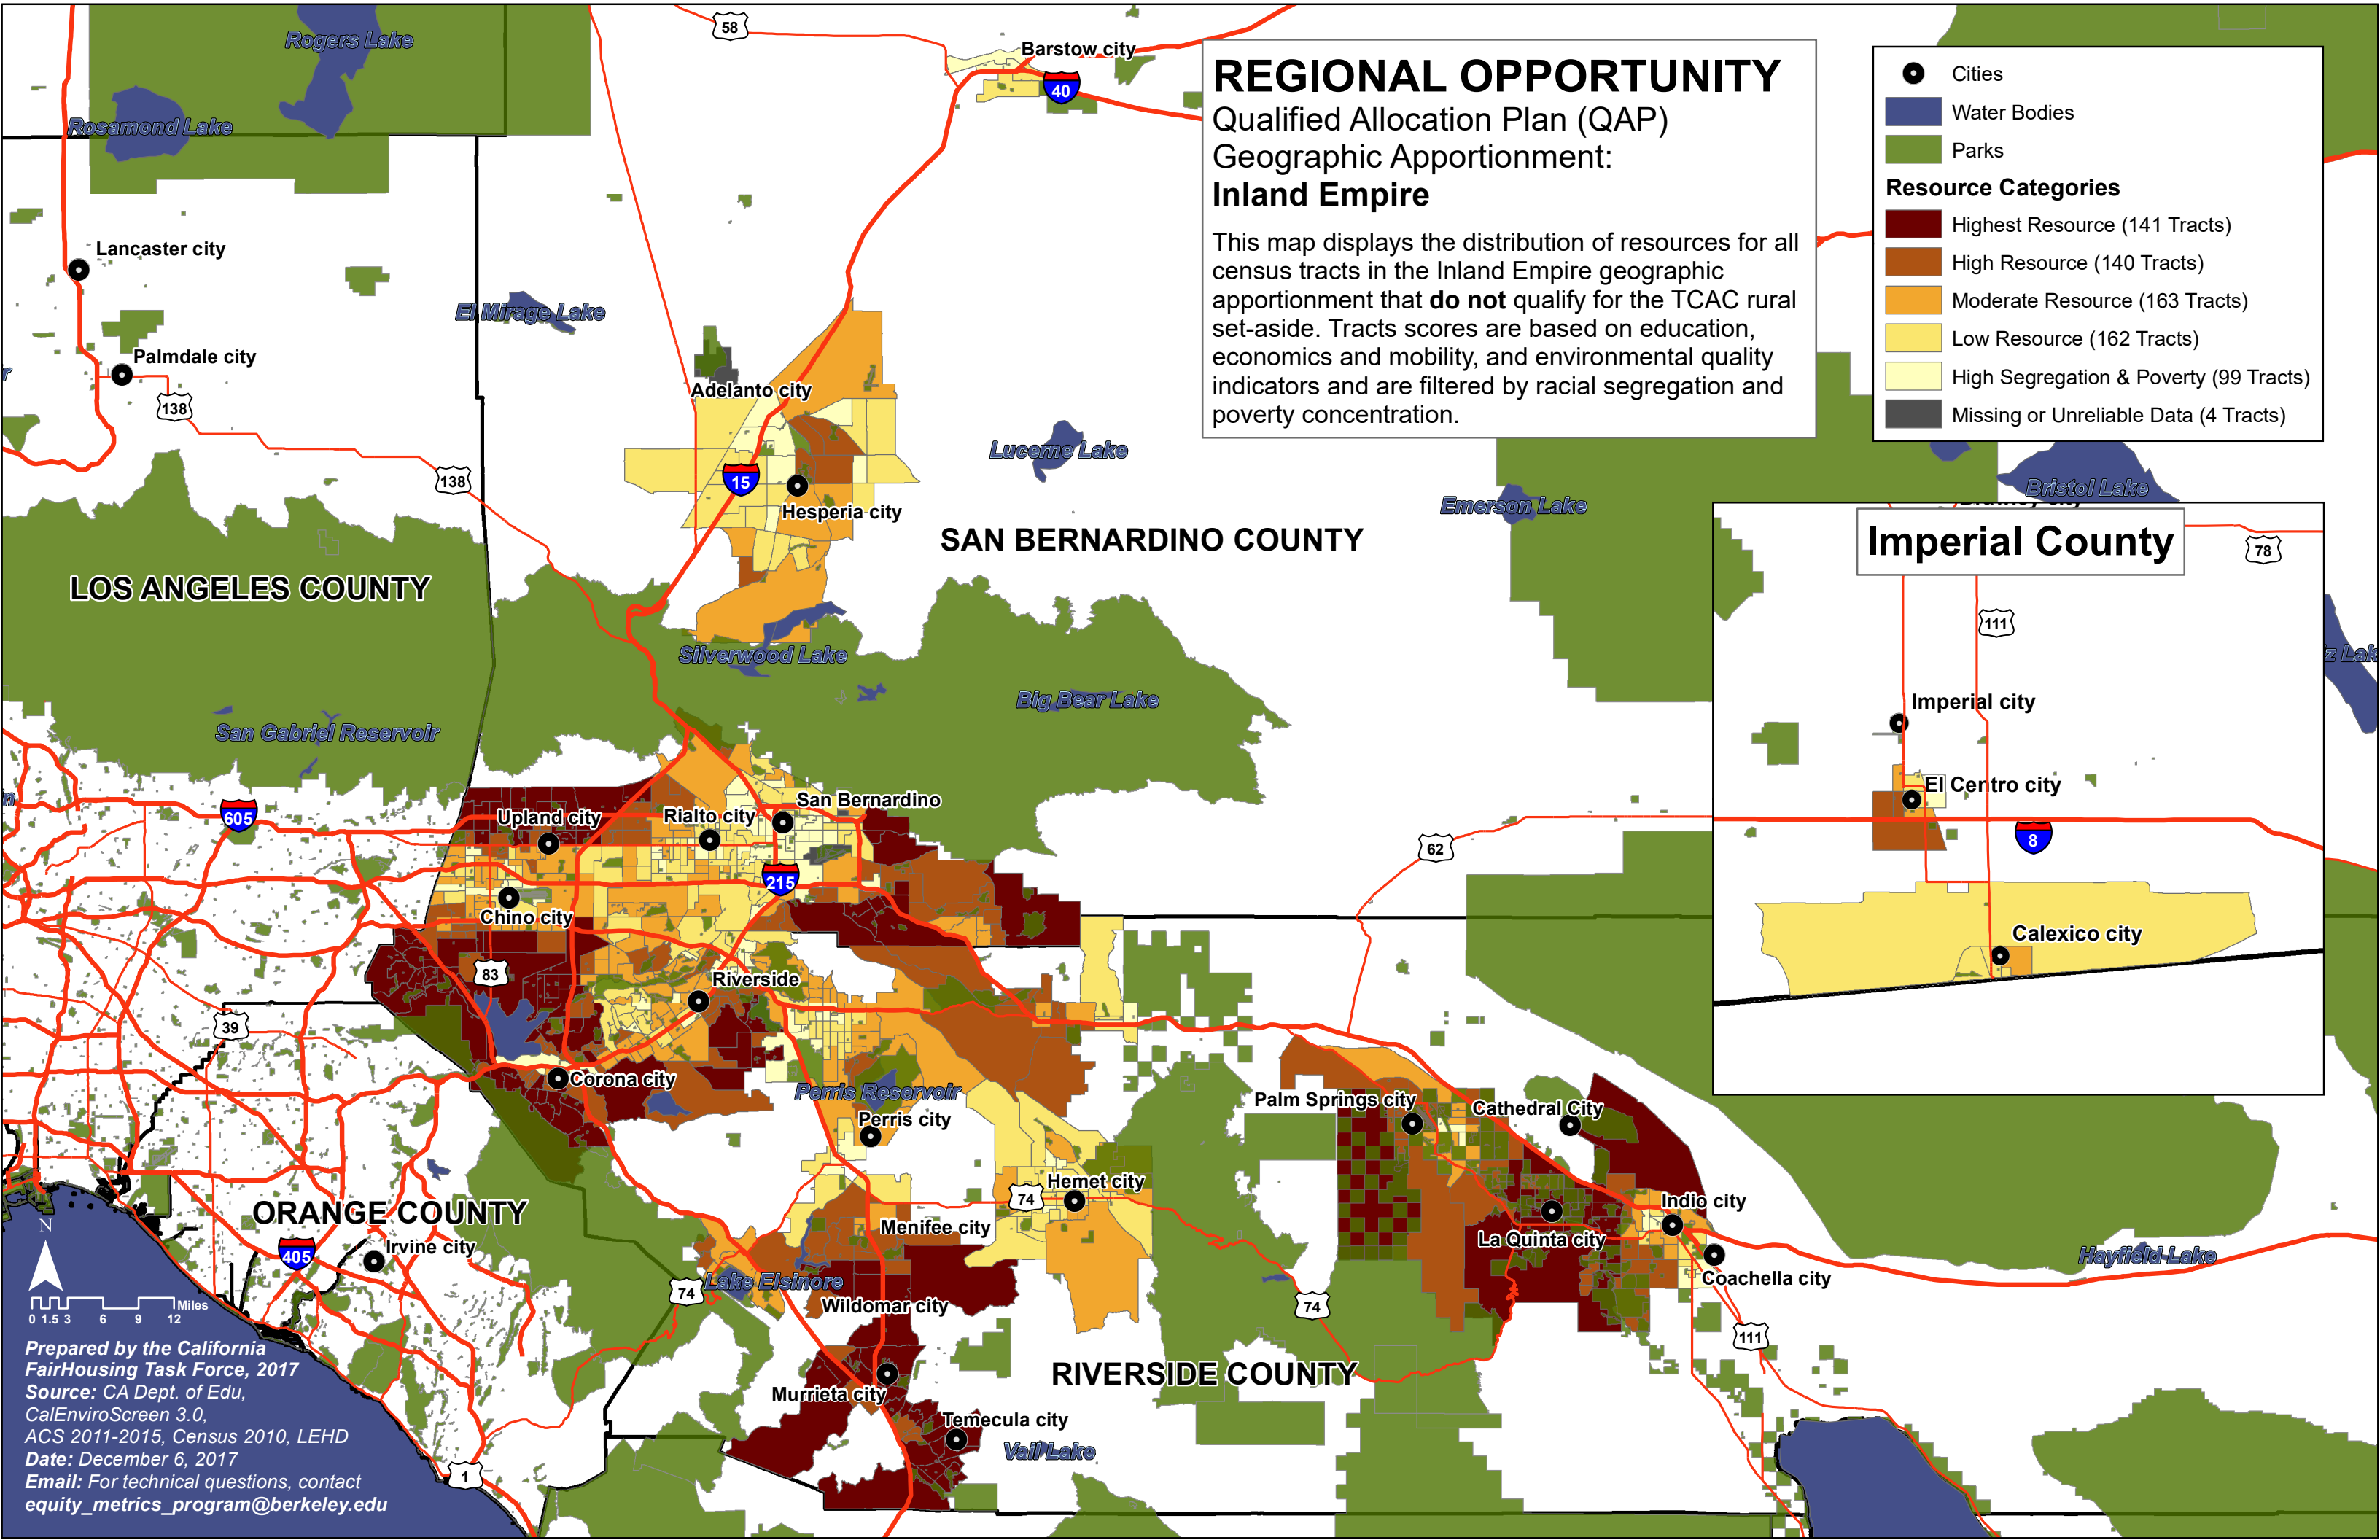 REGIONAL OPPORTUNITY
Qualified Allocation Plan (QAP)
Geographic Apportionment:
Inland Empire
This map displays the distribution of resources for all
census tracts in the Inland Empire geographic
apportionment that do not qualify for the TCAC rural
set-aside. Tracts scores are based on education,
economics and mobility, and environmental quality
indicators and are filtered by racial segregation and
poverty concentration.
Cities
Water Bodies
Parks
Resource Categories
Highest Resource (141 Tracts)
High Resource (140 Tracts)
Moderate Resource (163 Tracts)
Low Resource (162 Tracts)
High Segregation & Poverty (99 Tracts)
Missing or Unreliable Data (4 Tracts)
Rogers Lake
58
Barstow city
40
Rosamond Lake
Lancaster city
El Mirage Lake
Palmdale city
138
Adelanto city
138
15
Lucerne Lake
Hesperia city
Emerson Lake
Bristol Lake
SAN BERNARDINO COUNTY
LOS ANGELES COUNTY
Silverwood Lake
Big Bear Lake
San Gabriel Reservoir
Imperial County
78
111
Imperial city
El Centro city
8
Calexico city
605
Upland city
Rialto city
San Bernardino
62
215
Chino city
83
Riverside
39
Corona city
Perris Reservoir
Perris city
Palm Springs city
Cathedral City
Hemet city
74
Indio city
ORANGE COUNTY
Menifee city
La Quinta city
Irvine city
405
Hayfield Lake
Coachella city
Lake Elsinore
74
74
Wildomar city
111
RIVERSIDE COUNTY
Murrieta city
Temecula city
Vail Lake
1
N
Miles
0 1.5 3 6 9 12
Prepared by the California
FairHousing Task Force, 2017
Source: CA Dept. of Edu,
CalEnviroScreen 3.0,
ACS 2011-2015, Census 2010, LEHD
Date: December 6, 2017
Email: For technical questions, contact
equity_metrics_program@berkeley.edu